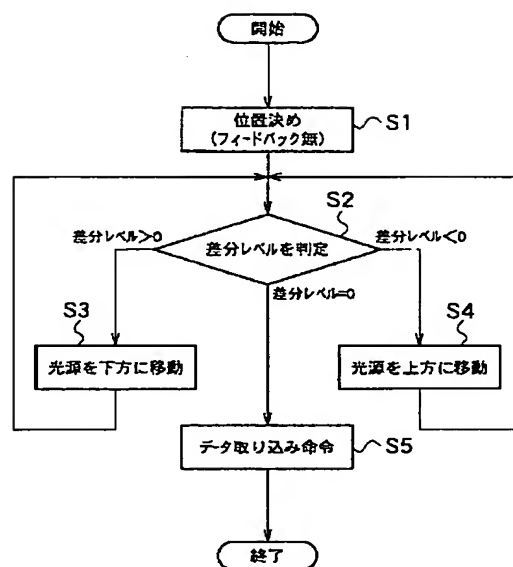 開始
位置決め
(フィードバック無)
S1
S2
差分レベル>0
差分レベルを判定
差分レベル<0
差分レベル=0
S3
S4
光源を下方に移動
光源を上方に移動
データ取り込み命令
S5
終了